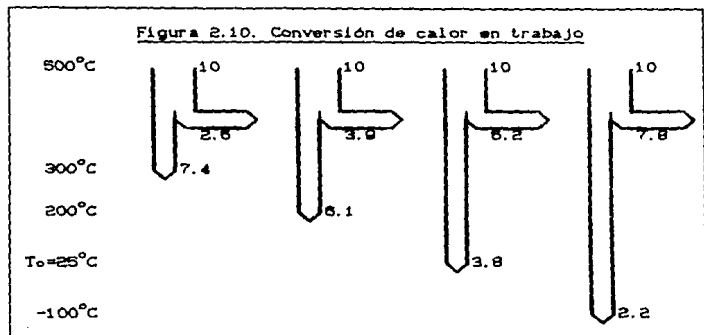 Figura 2.10. Conversión de calor en trabajo
500°C 10 10 10 10
2.6 3.9 6.2 7.8
300°C 7.4
200°C 6.1
To=25°C 3.8
-100°C 2.2